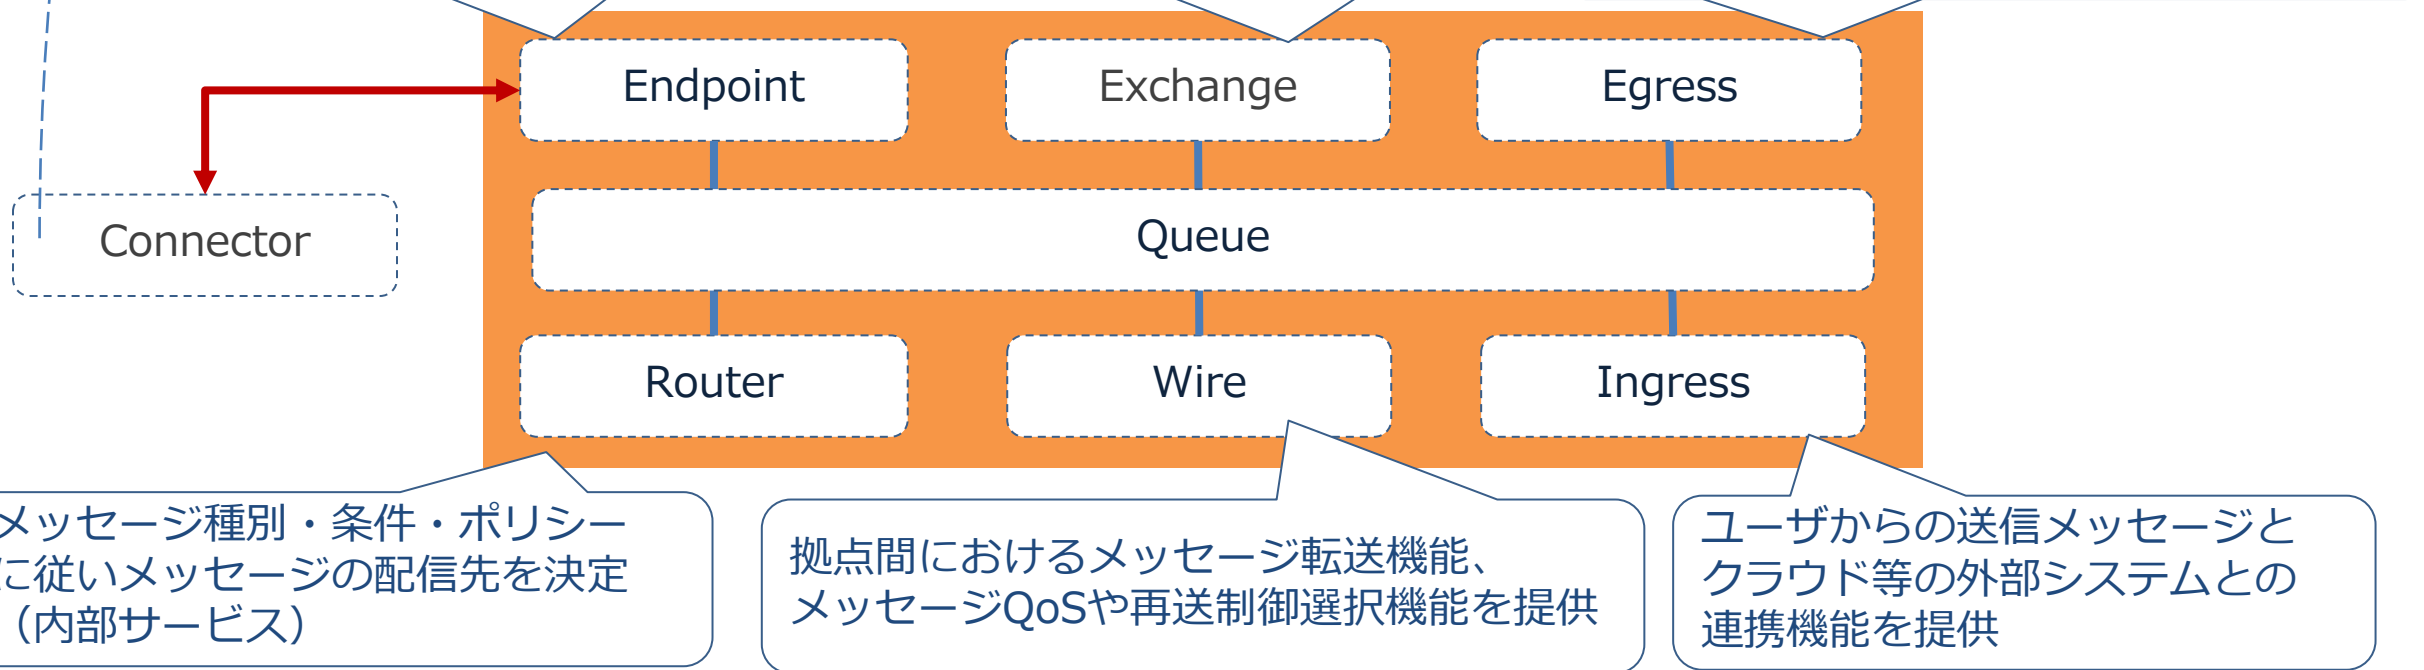 Endpoint
Exchange
Egress
Connector
Queue
Router
Wire
Ingress
メッセージ種別・条件・ポリシー
に従いメッセージの配信先を決定
（内部サービス）
拠点間におけるメッセージ転送機能、
メッセージQoSや再送制御選択機能を提供
ユーザからの送信メッセージと
クラウド等の外部システムとの
連携機能を提供